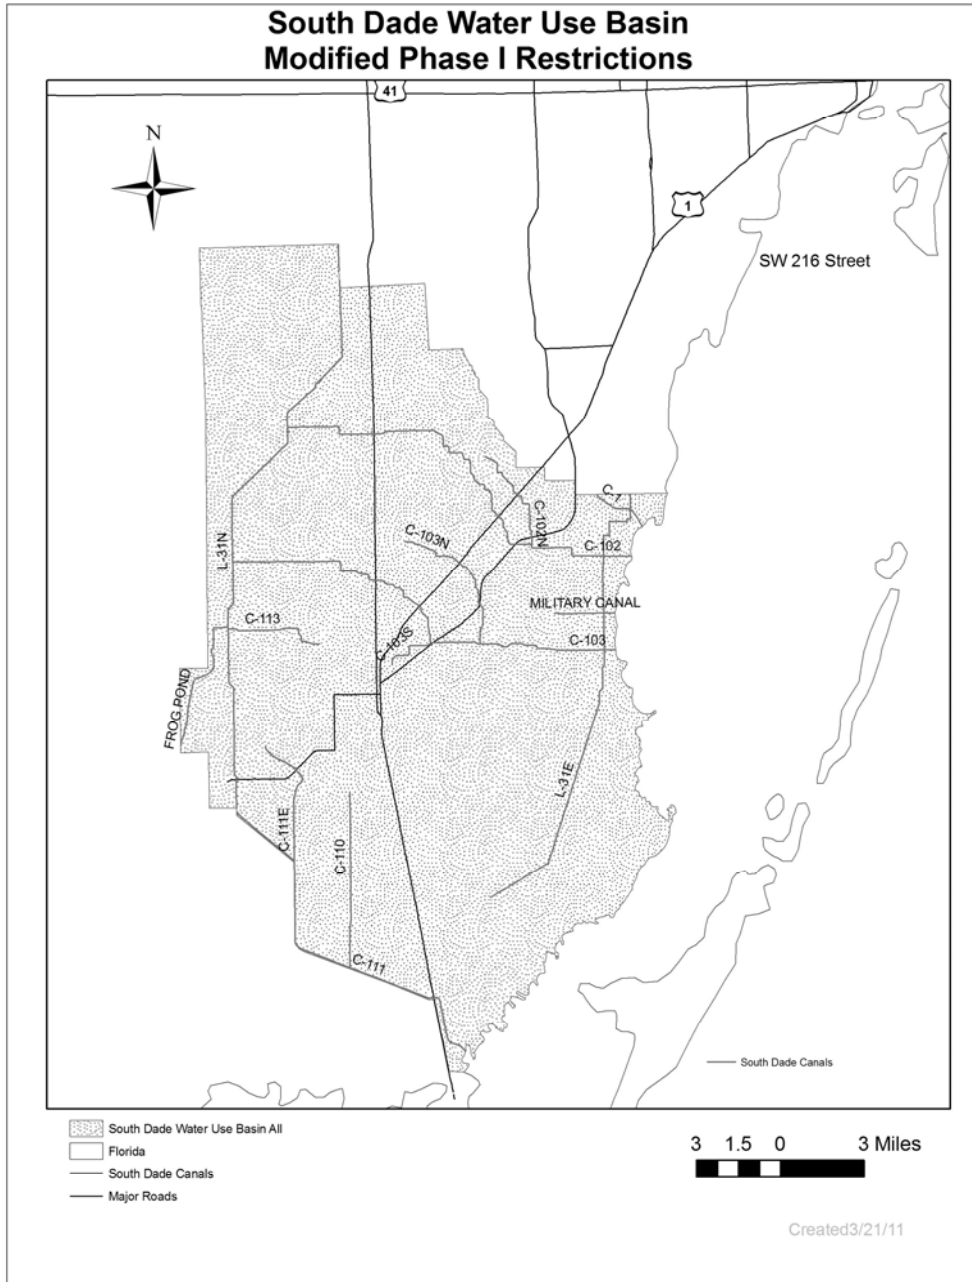 South Dade Water Use Basin
Modified Phase I Restrictions
41
N
1
SW 216 Street
C-1
C-102N
C-103N
C-102
L-31N
MILITARY CANAL
C-113
C-103S
C-103
FROG POND
L-31E
C-111E
C-110
C-111
South Dade Canals
South Dade Water Use Basin All
Florida
South Dade Canals
Major Roads
3 1.5 0 3 Miles
Created3/21/11